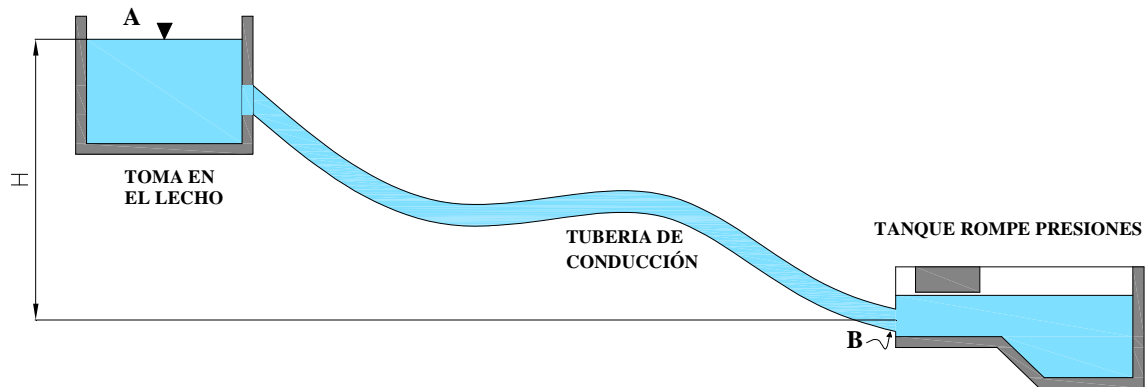 A
H
TOMA EN
EL LECHO
TUBERIA DE
CONDUCCIÓN
TANQUE ROMPE PRESIONES
B